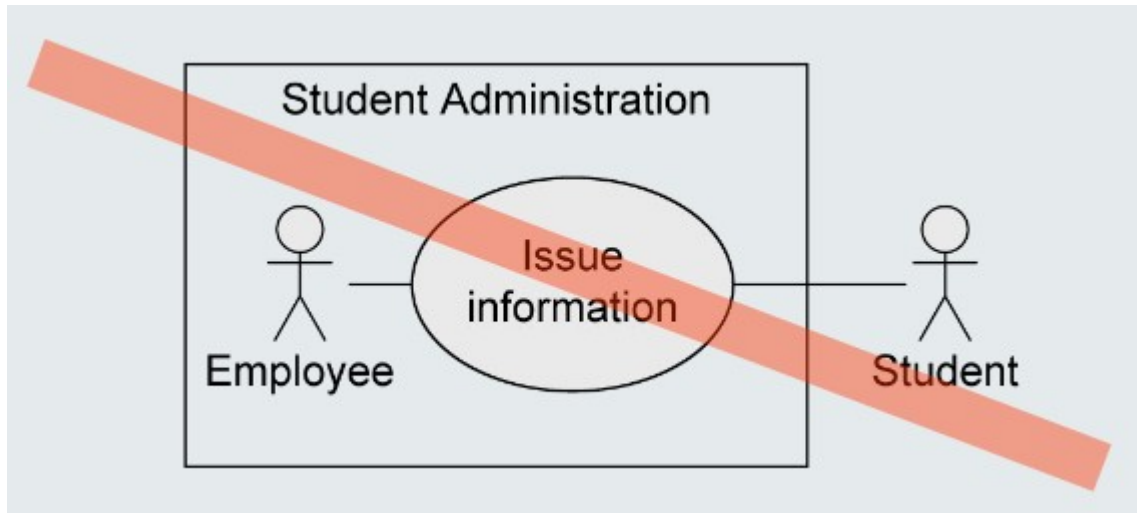 Student Administration
Issue
information
Employee
Student